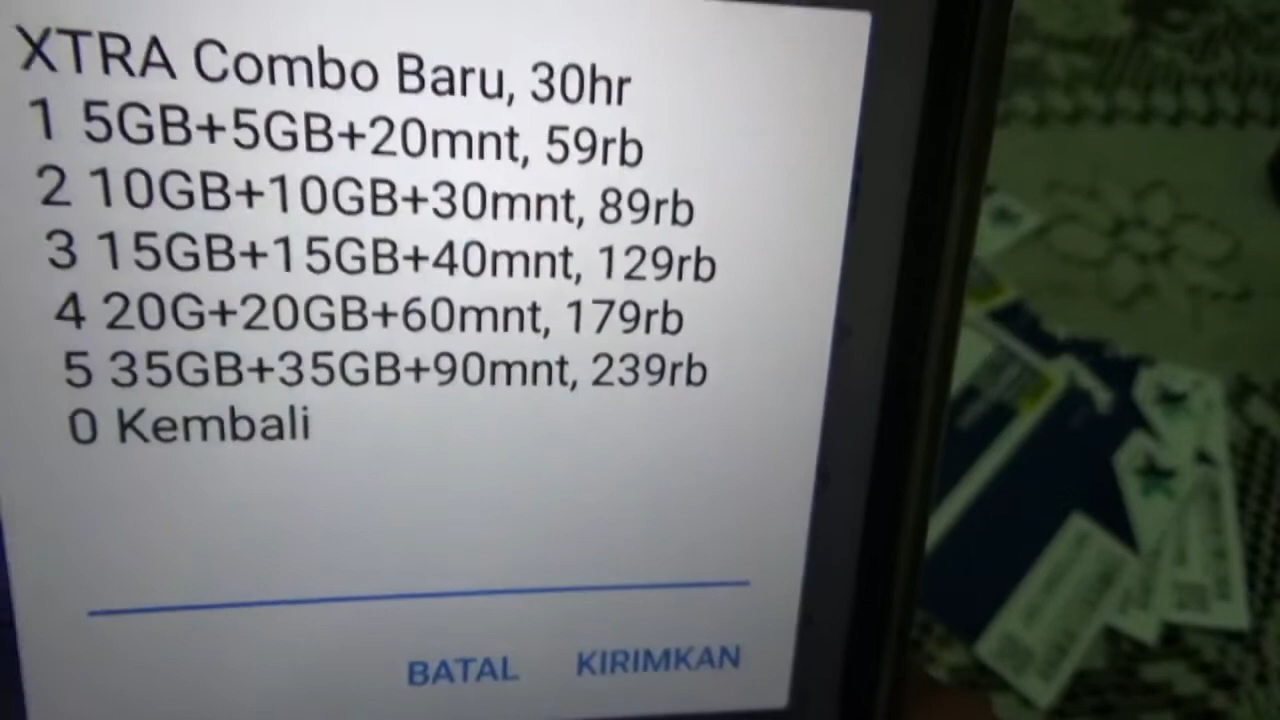 XTRA Combo Baru, 30hr
1 5GB+5GB+20mnt, 59rb
2 10GB+10GB+30mnt, 89rb
3 15GB+15GB+40mnt, 129rb
4 20G+20GB+60mnt, 179rb
5 35GB+35GB+90mnt, 239rb
0 Kembali
BATAL KIRIMKAN